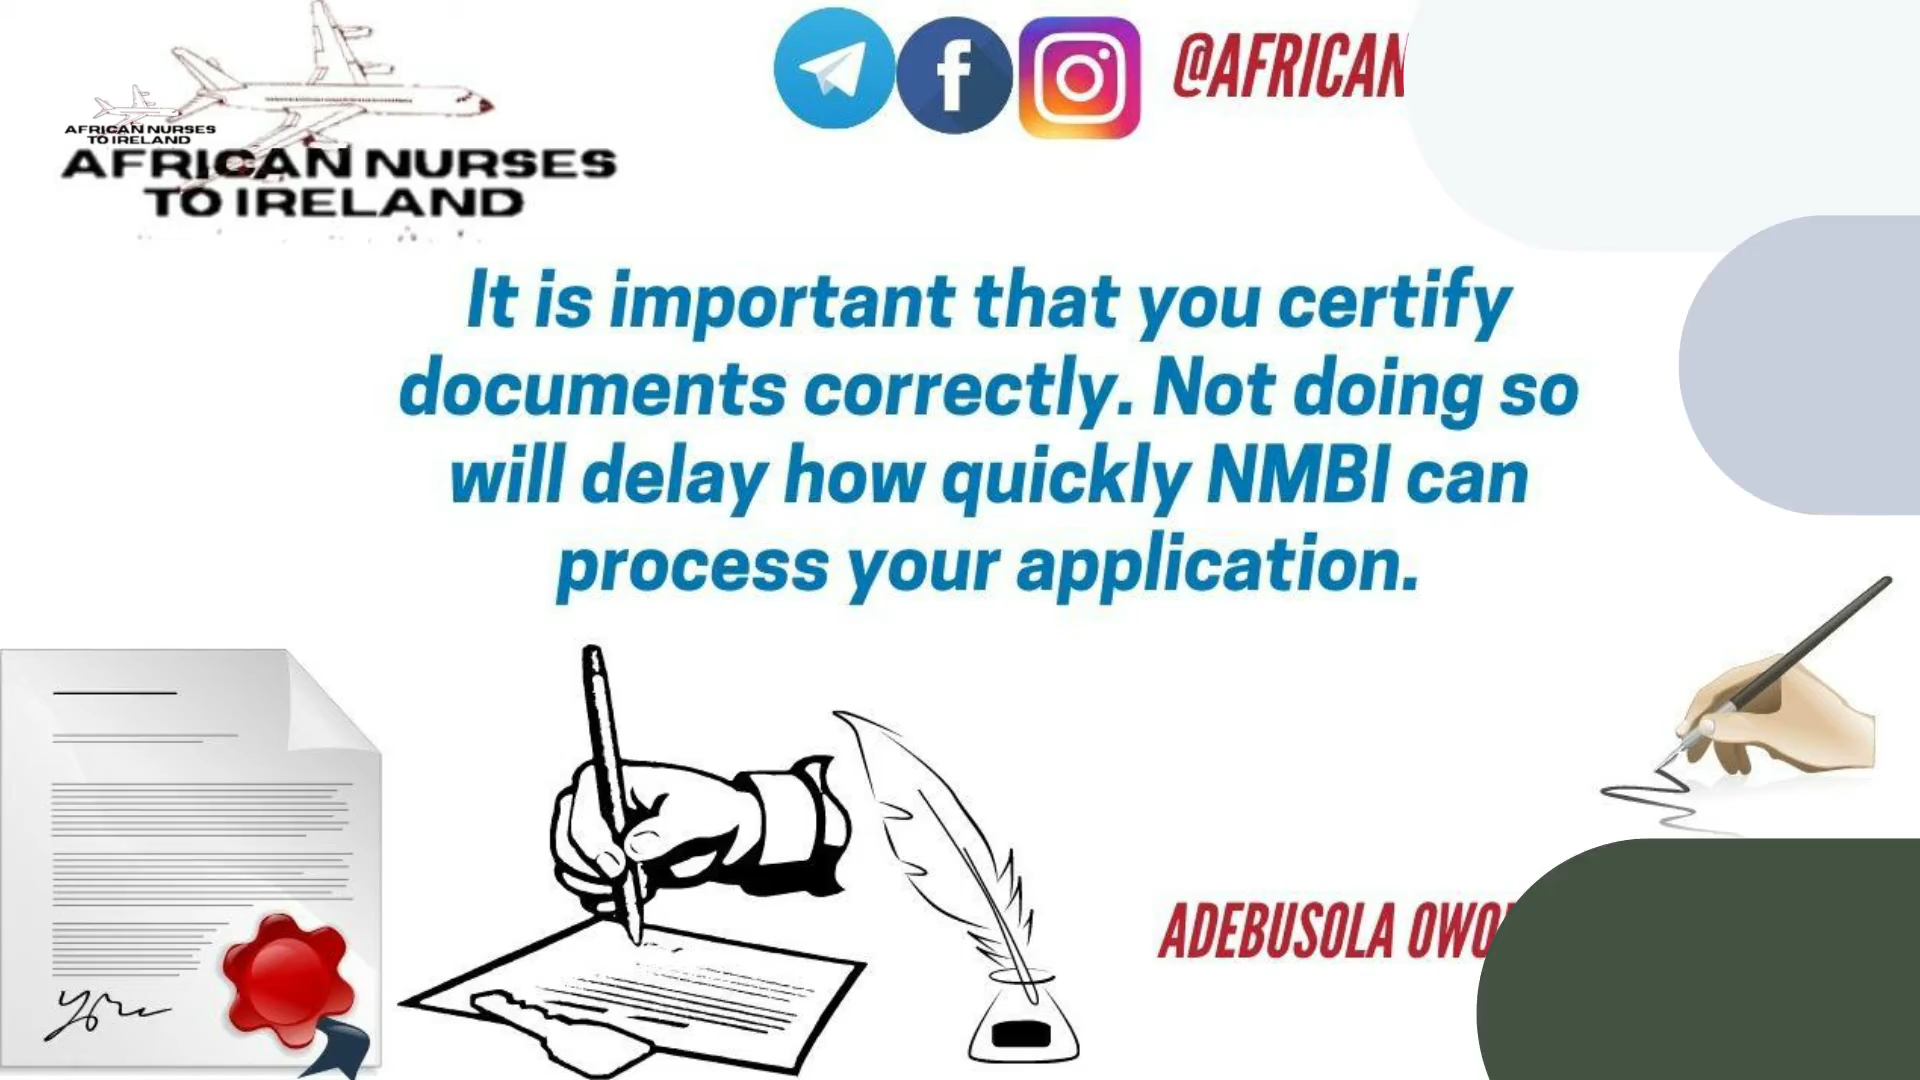 @AFRICAN
AFRICAN NURSES
TO IRELAND
AFRICAN NURSES
TO IRELAND
It is important that you certify
documents correctly. Not doing so
will delay how quickly NMBI can
process your application.
ADEBUSOLA